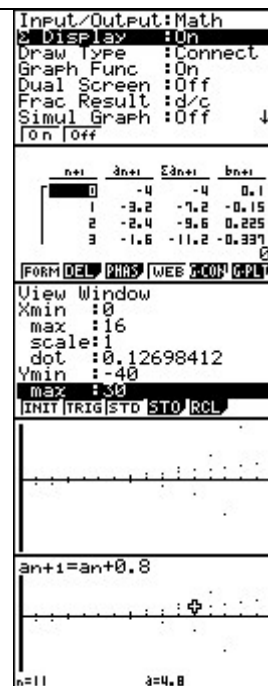 Input/Output:Math
Σ Display :On
Draw Type :Connect
Graph Func :On
Dual Screen :Off
Frac Result :d/c
Simul Graph :Off ↓
On Off
n+1 an+1 Σan+1 bn+1
0 -4 -4 0.1
1 -3.2 -7.2 -0.15
2 -2.4 -9.6 0.225
3 -1.6 -11.2 -0.337
0
FORM DEL PHAS WEB G·CON G·PLT
View Window
Xmin :0
max :16
scale:1
dot :0.12698412
Ymin :-40
max :30
INIT TRIG STD STO RCL
an+1=an+0.8
n=11 a=4.8